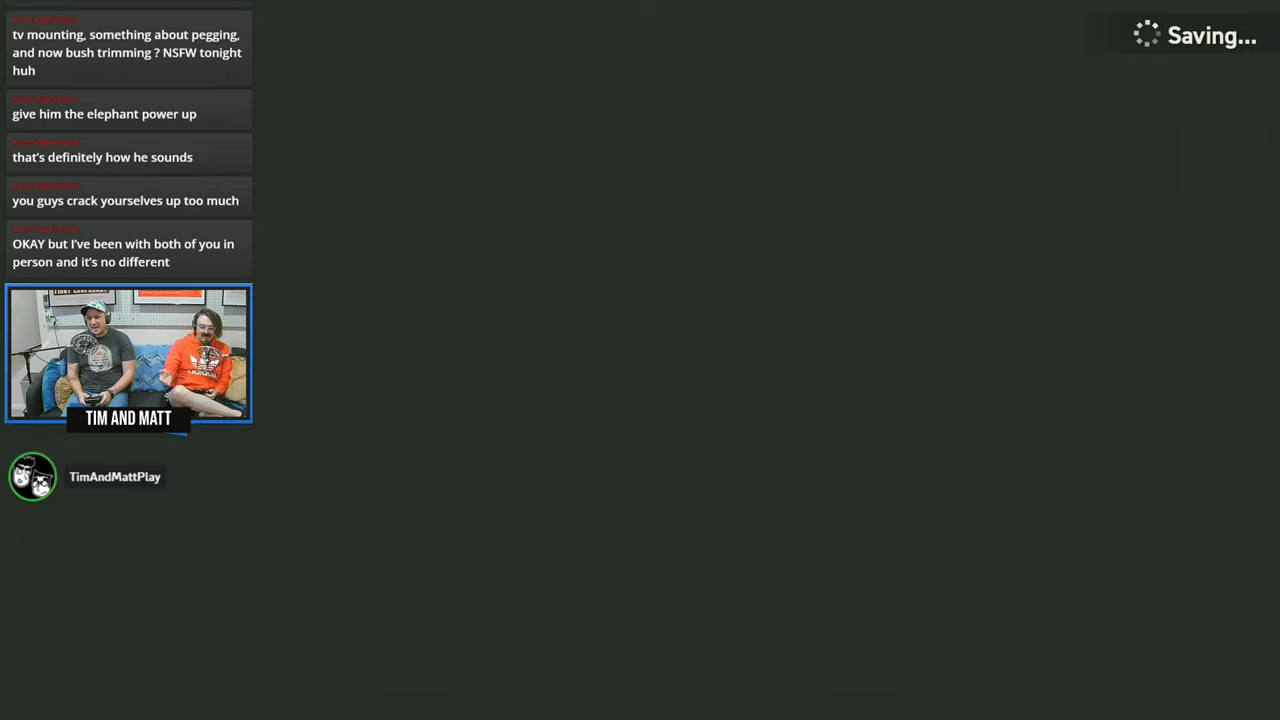 Saving...
tv mounting, something about pegging,
and now bush trimming ? NSFW tonight
huh
give him the elephant power up
that's definitely how he sounds
you guys crack yourselves up too much
OKAY but I've been with both of you in
person and it's no different
adidas
TIM AND MATT
TimAndMattPlay